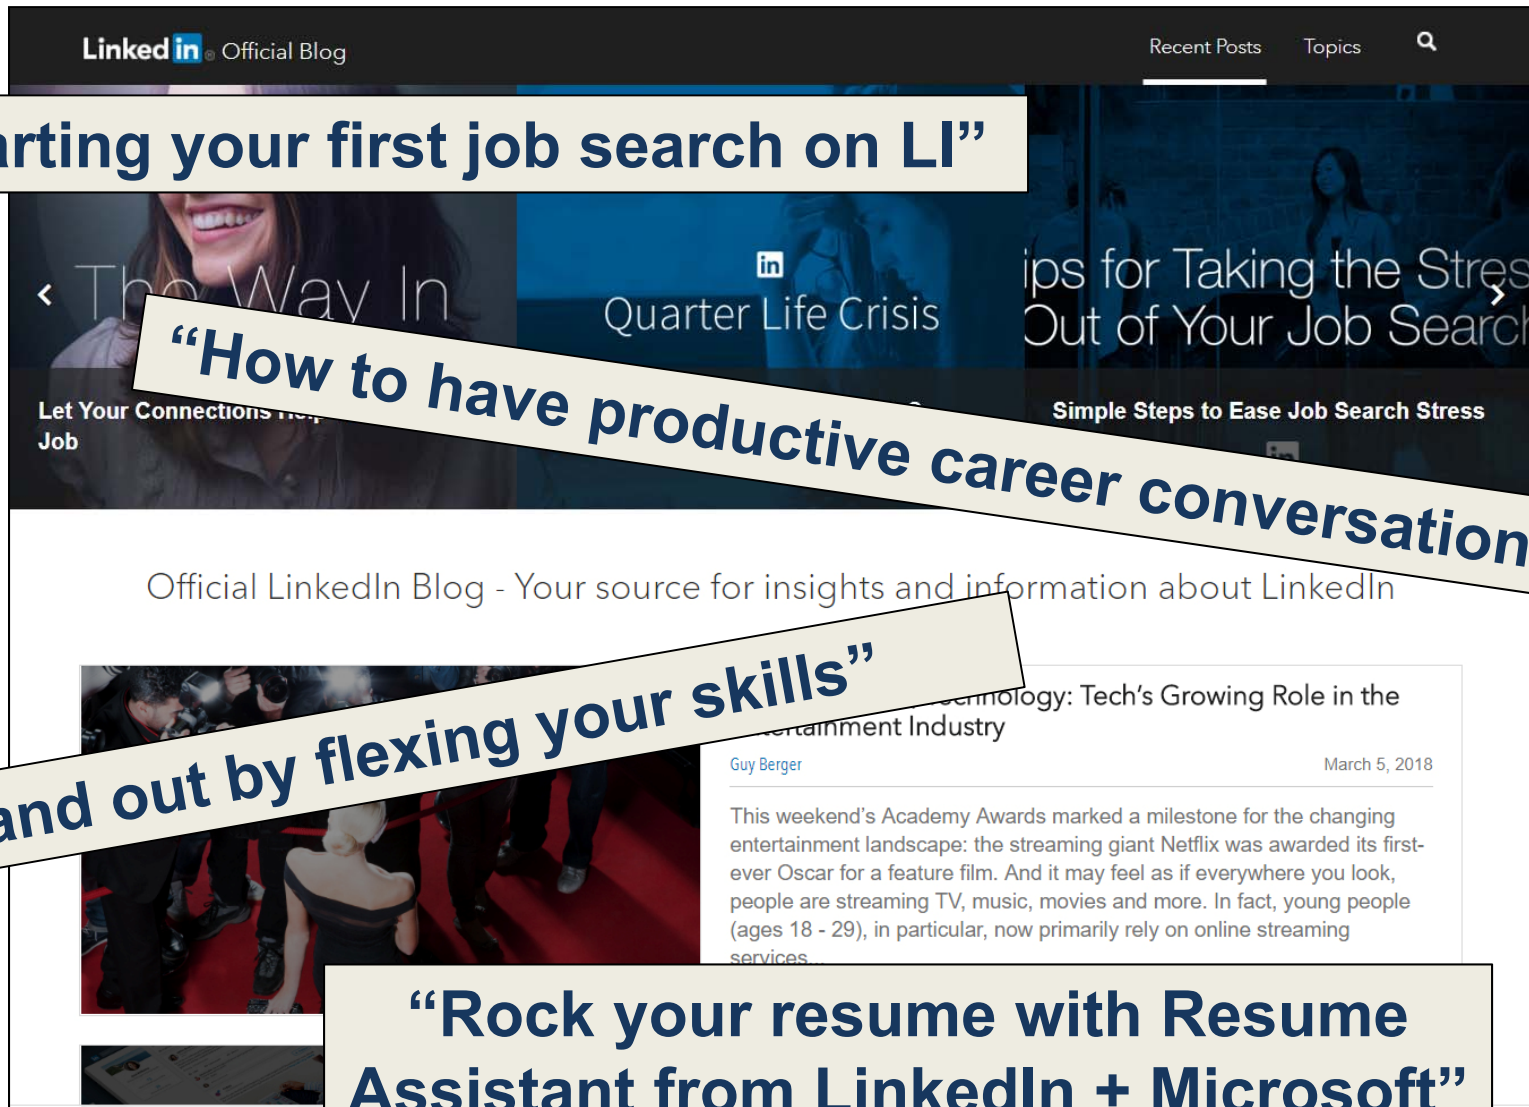 Linked in ® Official Blog
Recent Posts
Topics
arting your first job search on LI”
The Way In
Quarter Life Crisis
ips for Taking the Stres
Out of Your Job Search
“How to have productive career conversation
Let Your Connections
Job
Simple Steps to Ease Job Search Stress
Official LinkedIn Blog - Your source for insights and information about LinkedIn
and out by flexing your skills”
Technology: Tech’s Growing Role in the
Entertainment Industry
Guy Berger
March 5, 2018
This weekend’s Academy Awards marked a milestone for the changing
entertainment landscape: the streaming giant Netflix was awarded its first-
ever Oscar for a feature film. And it may feel as if everywhere you look,
people are streaming TV, music, movies and more. In fact, young people
(ages 18 - 29), in particular, now primarily rely on online streaming
services...
“Rock your resume with Resume
Assistant from LinkedIn + Microsoft”